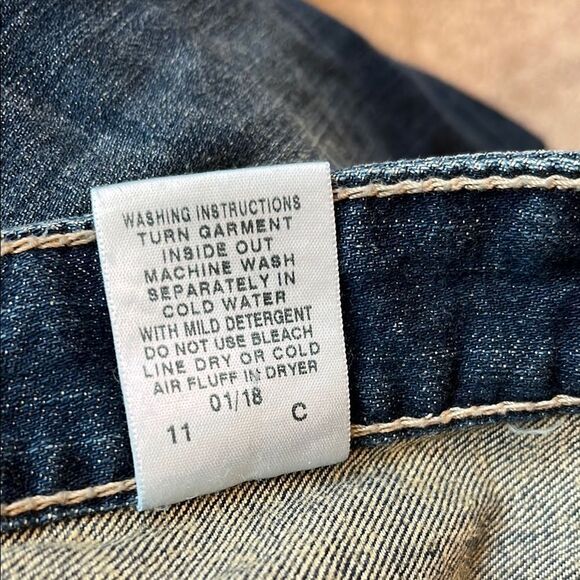 WASHING INSTRUCTIONS
TURN GARMENT
INSIDE OUT
MACHINE WASH
SEPARATELY IN
COLD WATER
WITH MILD DETERGENT
DO NOT USE BLEACH
LINE DRY OR COLD
AIR FLUFF IN DRYER
01/18
11 C